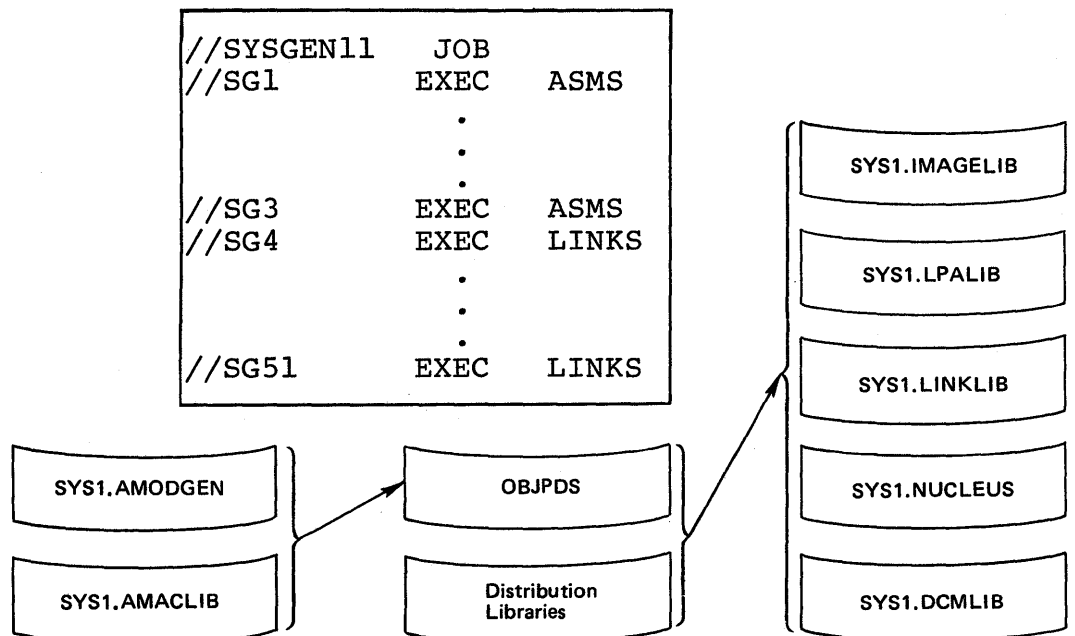 //SYSGEN11 JOB
//SG1 EXEC ASMS
.
.
.
//SG3 EXEC ASMS
//SG4 EXEC LINKS
.
.
.
//SG51 EXEC LINKS
SYS1.AMODGEN
SYS1.AMACLIB
OBJPDS
Distribution
Libraries
SYS1.IMAGELIB
SYS1.LPALIB
SYS1.LINKLIB
SYS1.NUCLEUS
SYS1.DCMLIB